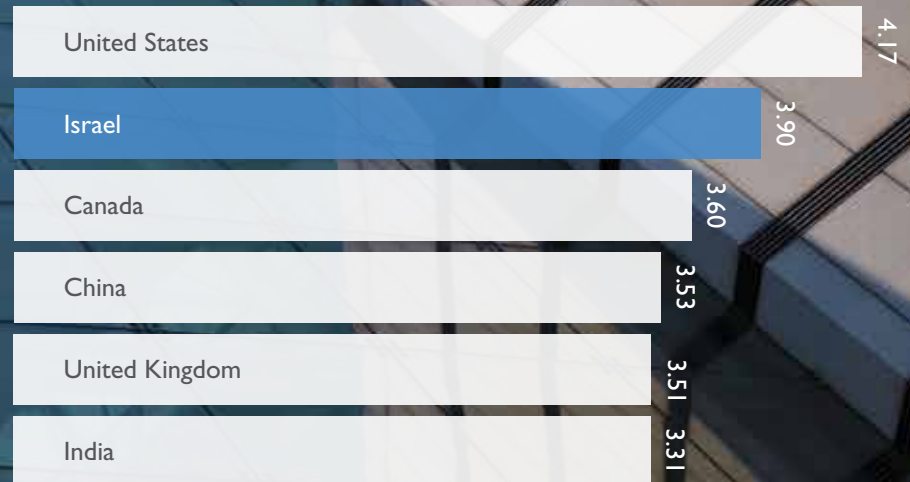 United States
4.17
Israel
3.90
Canada
3.60
China
3.53
United Kingdom
3.51
India
3.31